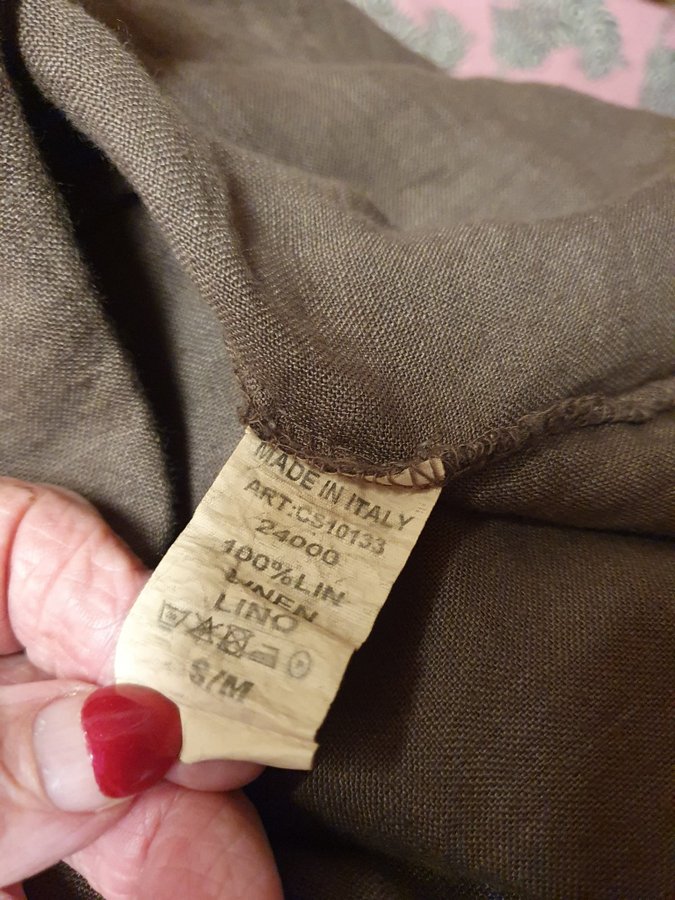 MADE IN ITALY
ART:CS10133
24000
100%LIN
LINEN
LINO
S/M